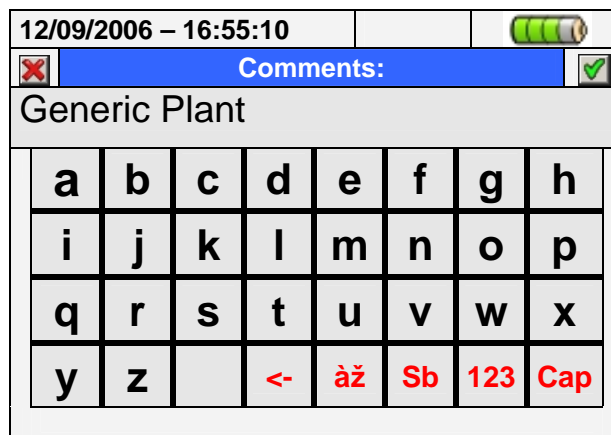 12/09/2006 – 16:55:10
Comments:
Generic Plant
a b c d e f g h
i j k l m n o p
q r s t u v w x
y z <- àž Sb 123 Cap